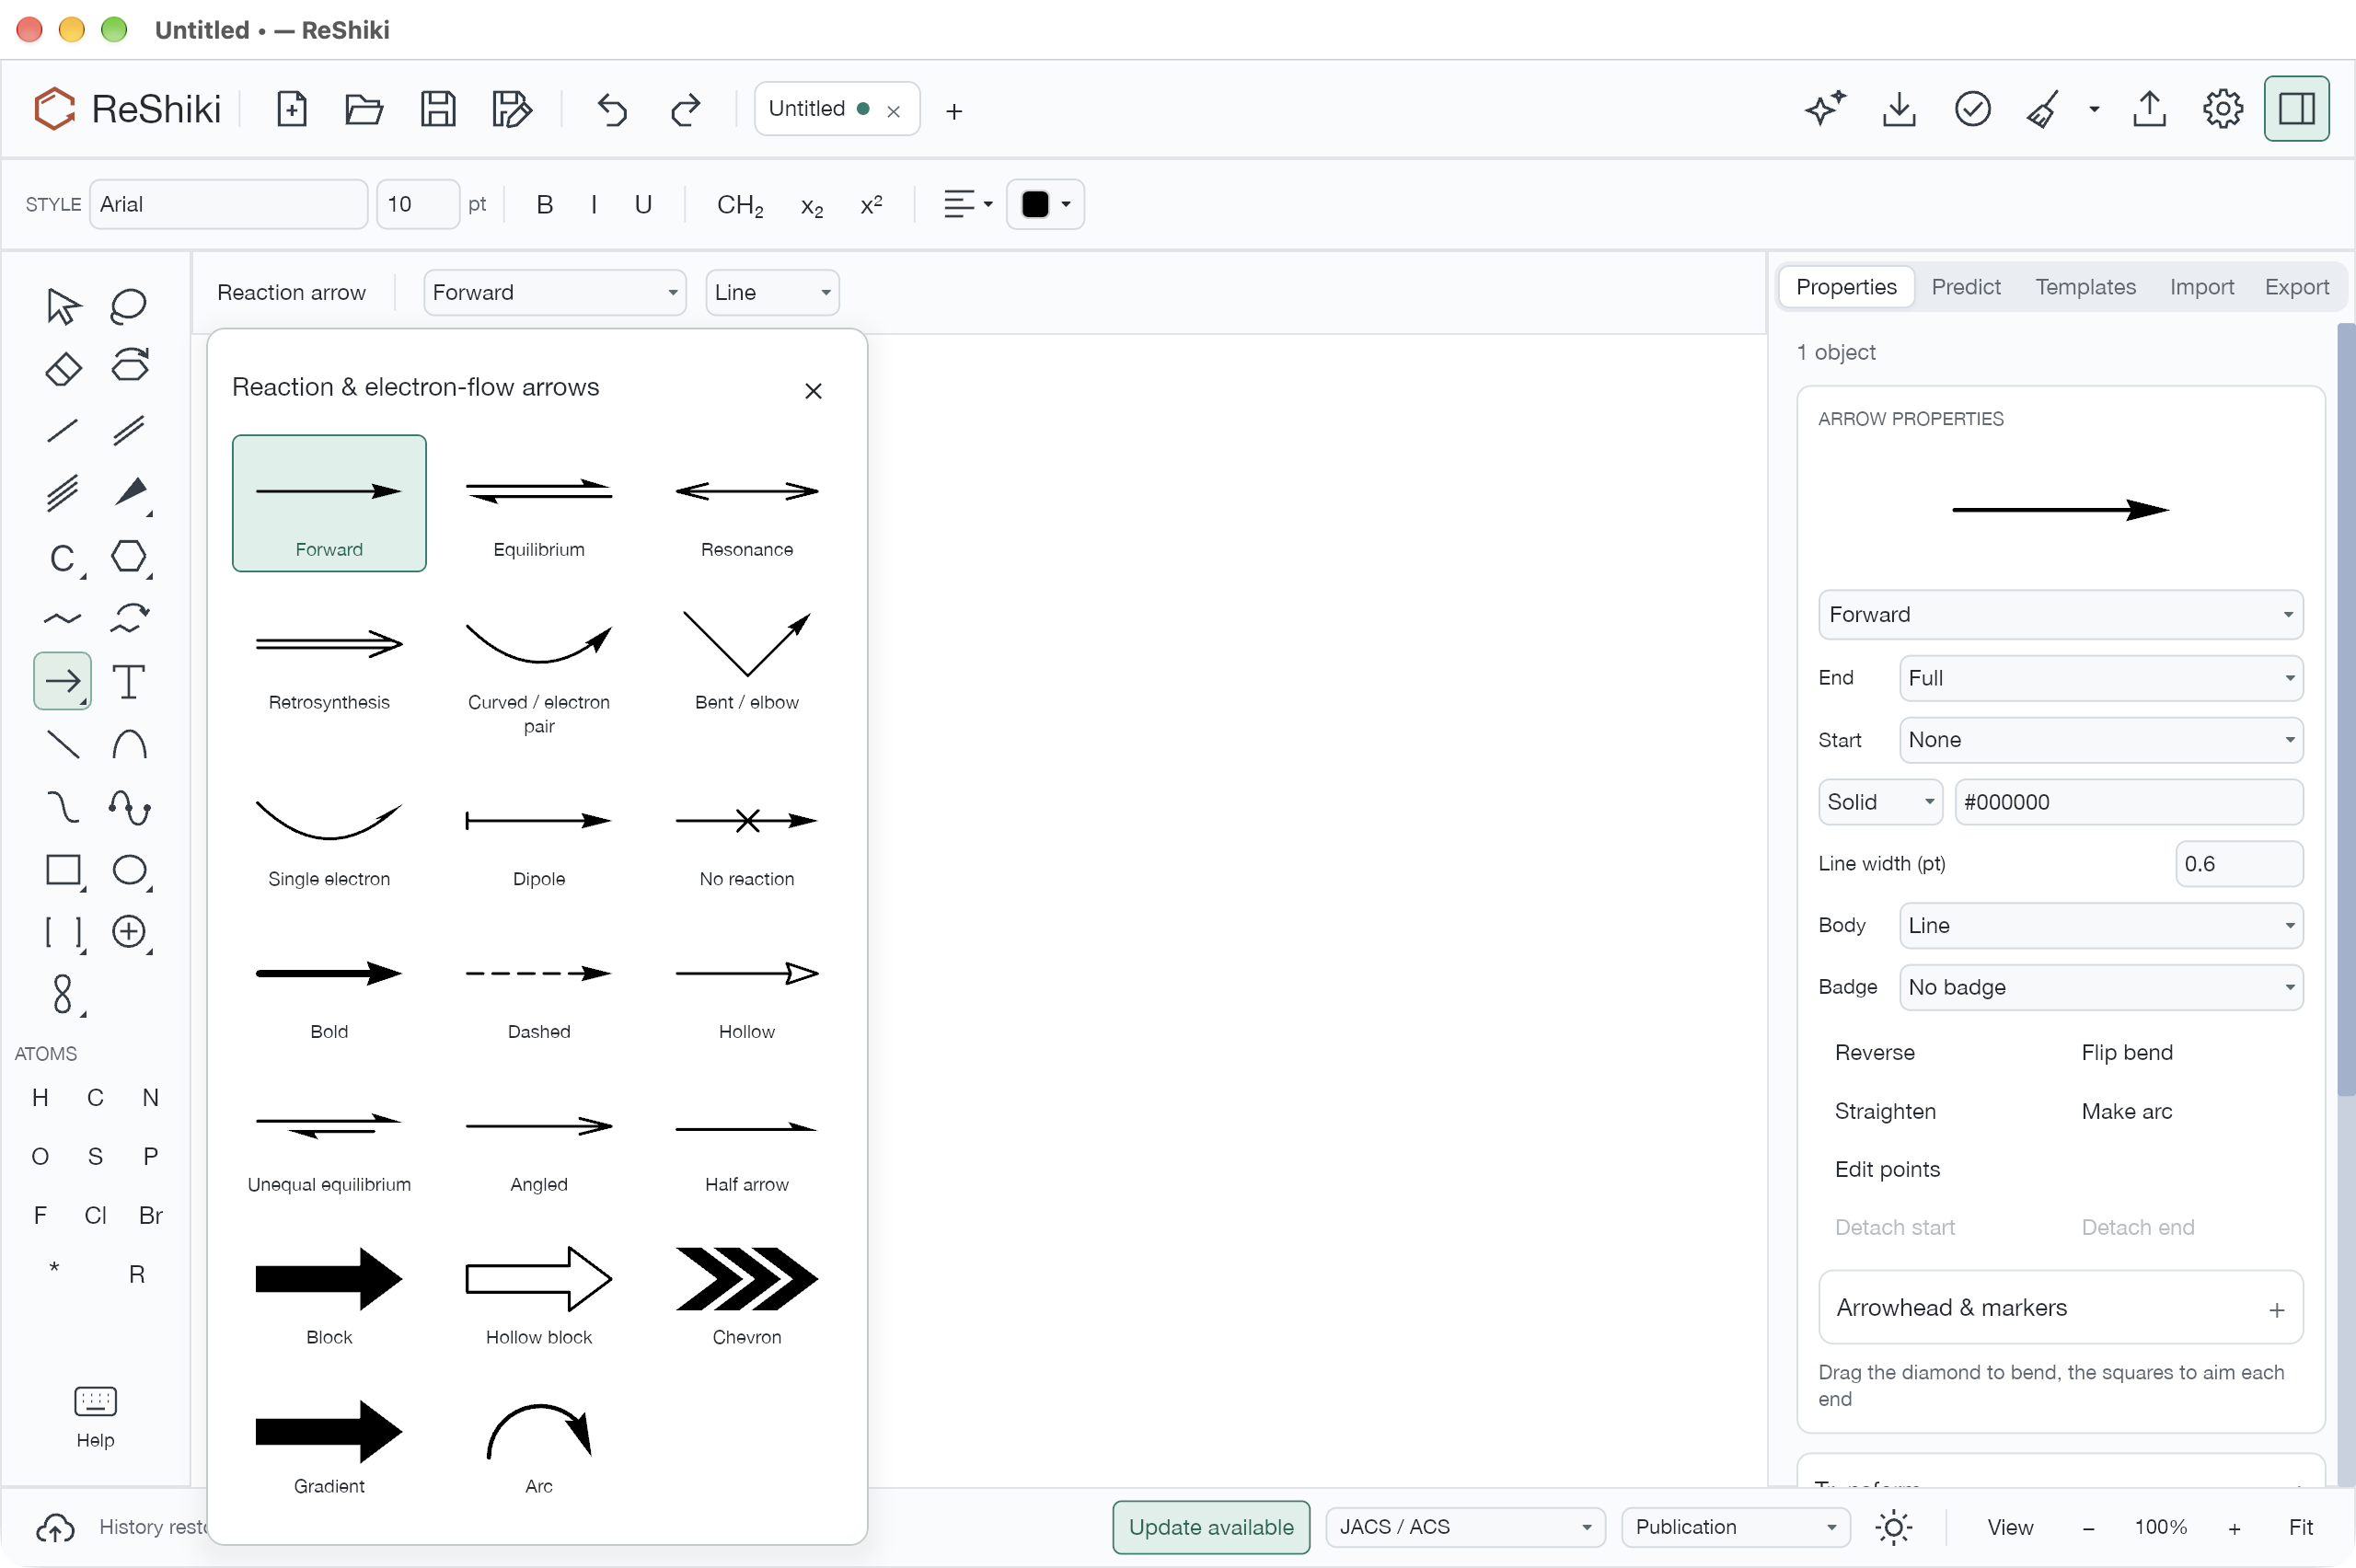 Untitled • — ReShiki
ReShiki
Untitled
STYLE Arial 10 pt B I U CH₂ x₂ x²
Reaction arrow Forward Line
Properties Predict Templates Import Export
Reaction & electron-flow arrows
Forward Equilibrium Resonance
Retrosynthesis Curved / electron pair Bent / elbow
Single electron Dipole No reaction
Bold Dashed Hollow
Unequal equilibrium Angled Half arrow
Block Hollow block Chevron
Gradient Arc
C
T
[ ]
ATOMS
H C N
O S P
F Cl Br
* R
Help
1 object
ARROW PROPERTIES
Forward
End Full
Start None
Solid #000000
Line width (pt) 0.6
Body Line
Badge No badge
Reverse Flip bend
Straighten Make arc
Edit points
Detach start Detach end
Arrowhead & markers +
Drag the diamond to bend, the squares to aim each
end
History
Update available JACS / ACS Publication View − 100% + Fit